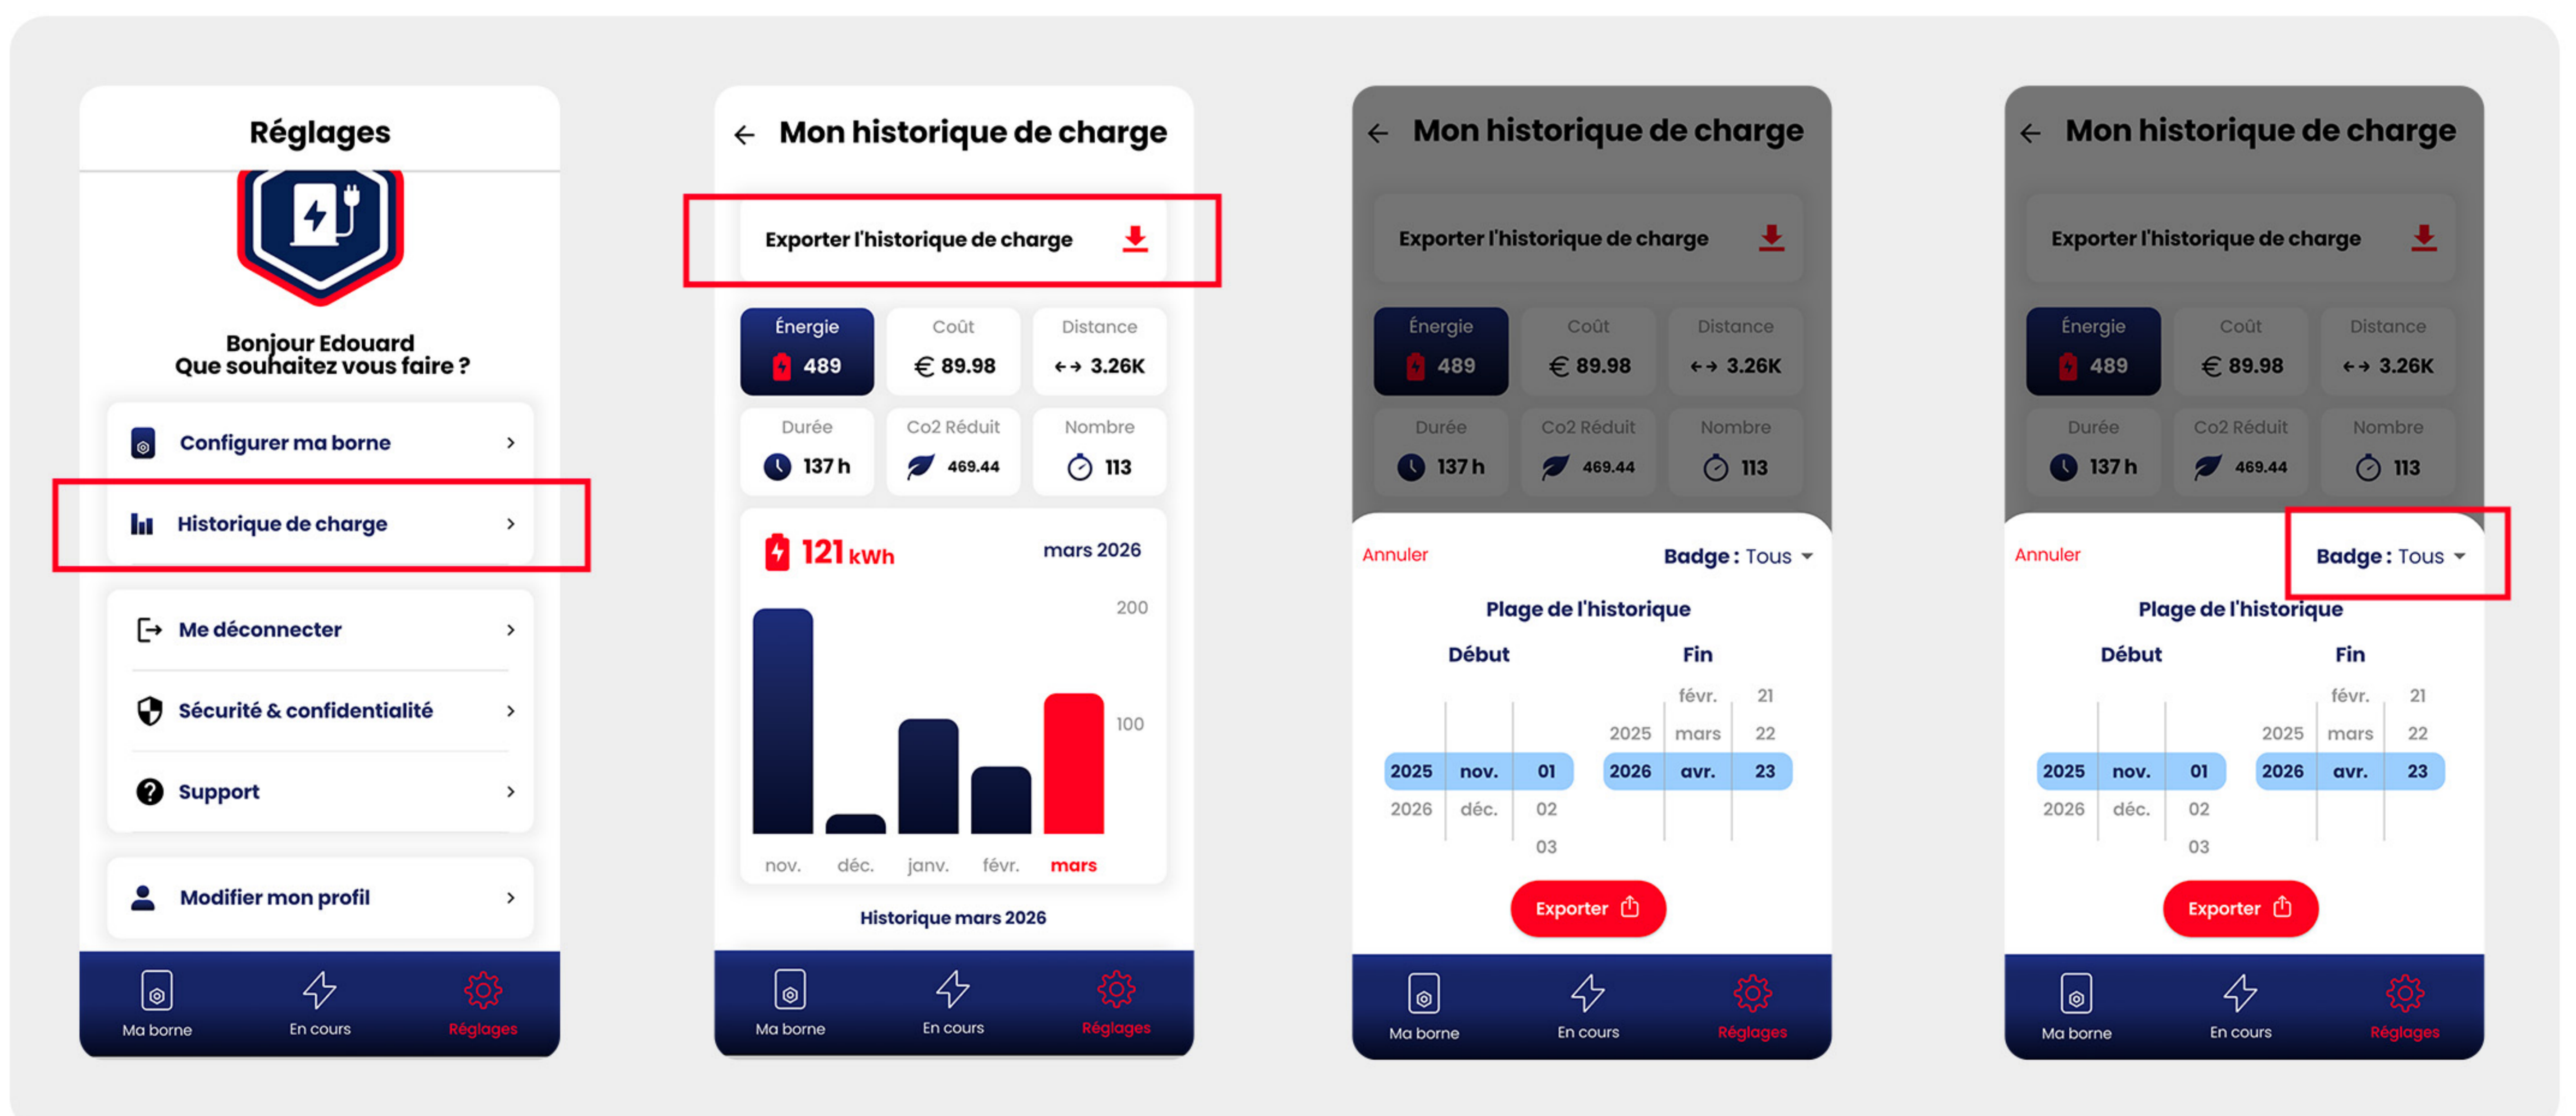 Réglages
Bonjour Edouard
Que souhaitez vous faire ?
Configurer ma borne
Historique de charge
Me déconnecter
Sécurité & confidentialité
Support
Modifier mon profil
Ma borne En cours Réglages
Mon historique de charge
Exporter l'historique de charge
Énergie Coût Distance
489 € 89.98 3.26K
Durée Co2 Réduit Nombre
137 h 469.44 113
121 kWh mars 2026
200
100
nov. déc. janv. févr. mars
Historique mars 2026
Ma borne En cours Réglages
Mon historique de charge
Exporter l'historique de charge
Énergie Coût Distance
489 € 89.98 3.26K
Durée Co2 Réduit Nombre
137 h 469.44 113
Annuler Badge : Tous
Plage de l'historique
Début Fin
févr. 21
2025 mars 22
2025 nov. 01 2026 avr. 23
2026 déc. 02
03
Exporter
Ma borne En cours Réglages
Mon historique de charge
Exporter l'historique de charge
Énergie Coût Distance
489 € 89.98 3.26K
Durée Co2 Réduit Nombre
137 h 469.44 113
Annuler Badge : Tous
Plage de l'historique
Début Fin
févr. 21
2025 mars 22
2025 nov. 01 2026 avr. 23
2026 déc. 02
03
Exporter
Ma borne En cours Réglages